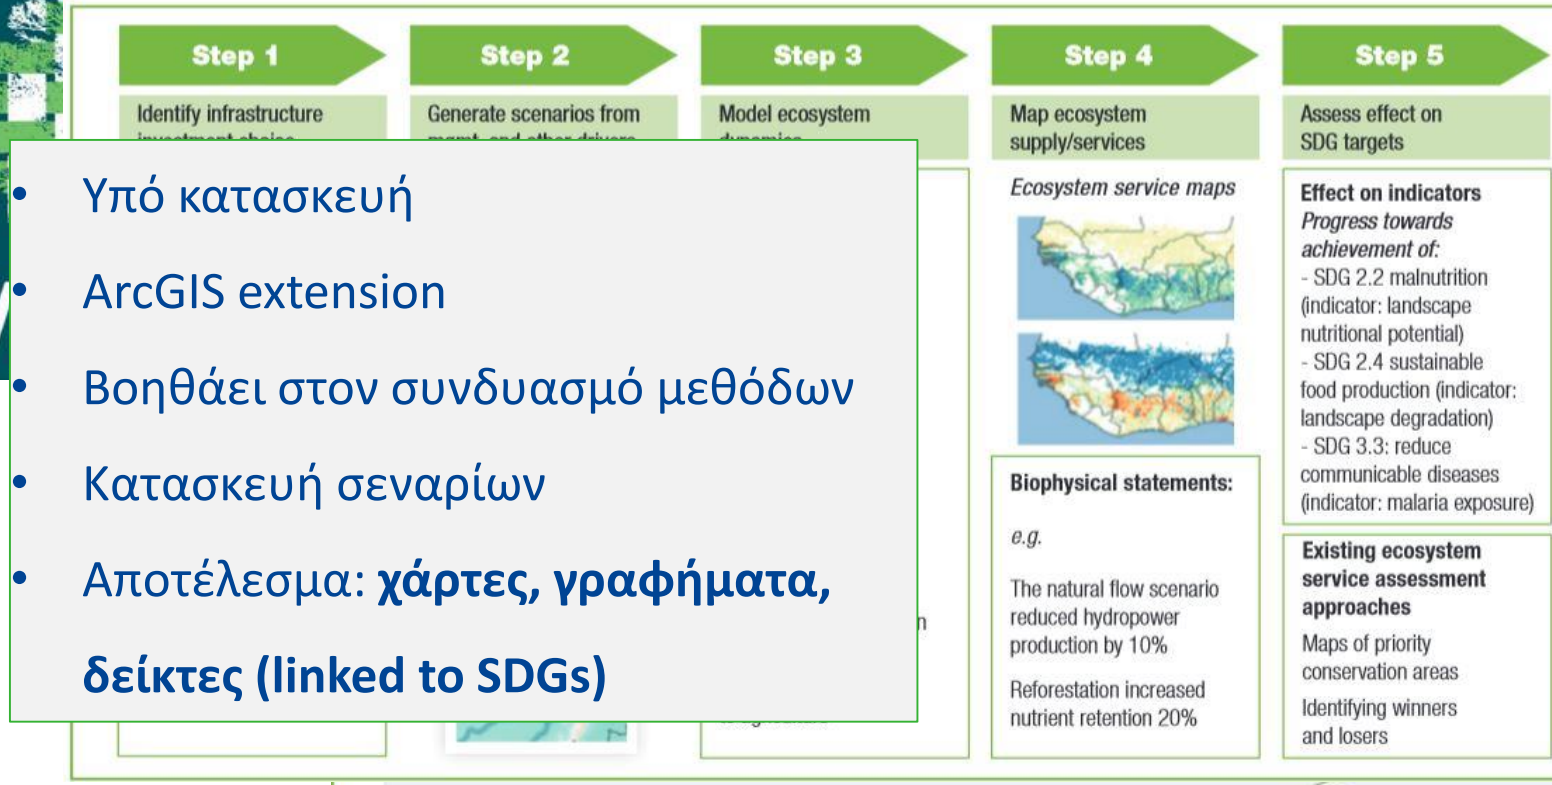 Step 1
Step 2
Step 3
Step 4
Step 5
Identify infrastructure
Generate scenarios from
Model ecosystem
dynamics
Map ecosystem
supply/services
Assess effect on
SDG targets
• Υπό κατασκευή
• ArcGIS extension
• Βοηθάει στον συνδυασμό μεθόδων
• Κατασκευή σεναρίων
• Αποτέλεσμα: χάρτες, γραφήματα,
δείκτες (linked to SDGs)
Ecosystem service maps
Biophysical statements:
e.g.
The natural flow scenario
reduced hydropower
production by 10%
Reforestation increased
nutrient retention 20%
Effect on indicators
Progress towards
achievement of:
- SDG 2.2 malnutrition
(indicator: landscape
nutritional potential)
- SDG 2.4 sustainable
food production (indicator:
landscape degradation)
- SDG 3.3: reduce
communicable diseases
(indicator: malaria exposure)
Existing ecosystem
service assessment
approaches
Maps of priority
conservation areas
Identifying winners
and losers